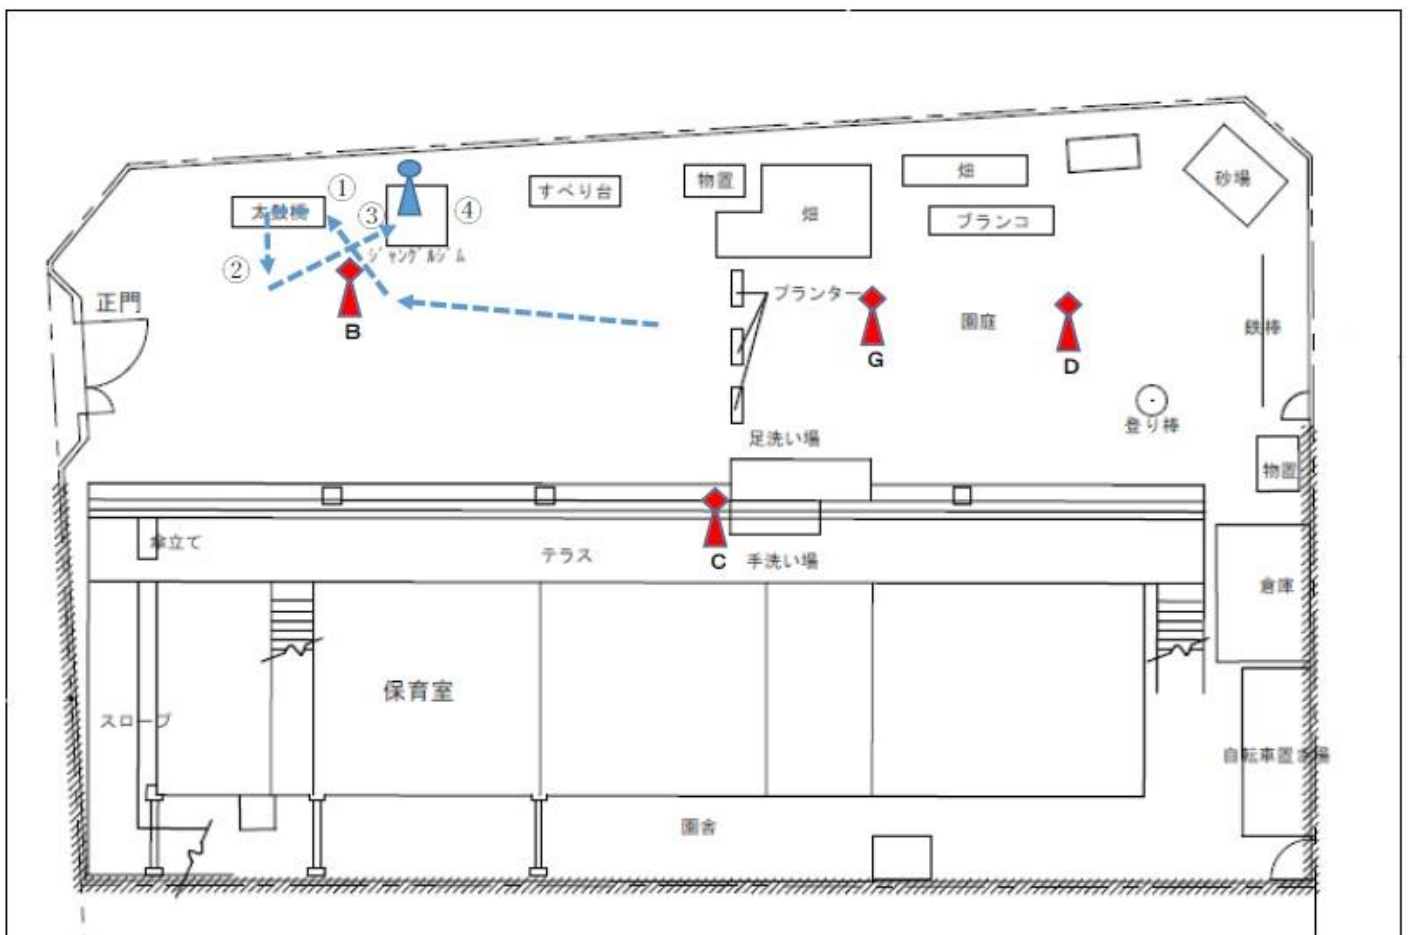 砂場
畑
物置
すべり台
①
太鼓橋
③
④
畑
ブランコ
ジャングルジム
②
正門
プランター
園庭
鉄棒
B
G
D
登り棒
足洗い場
物置
傘立て
テラス
C
手洗い場
倉庫
保育室
スロープ
自転車置き場
園舎